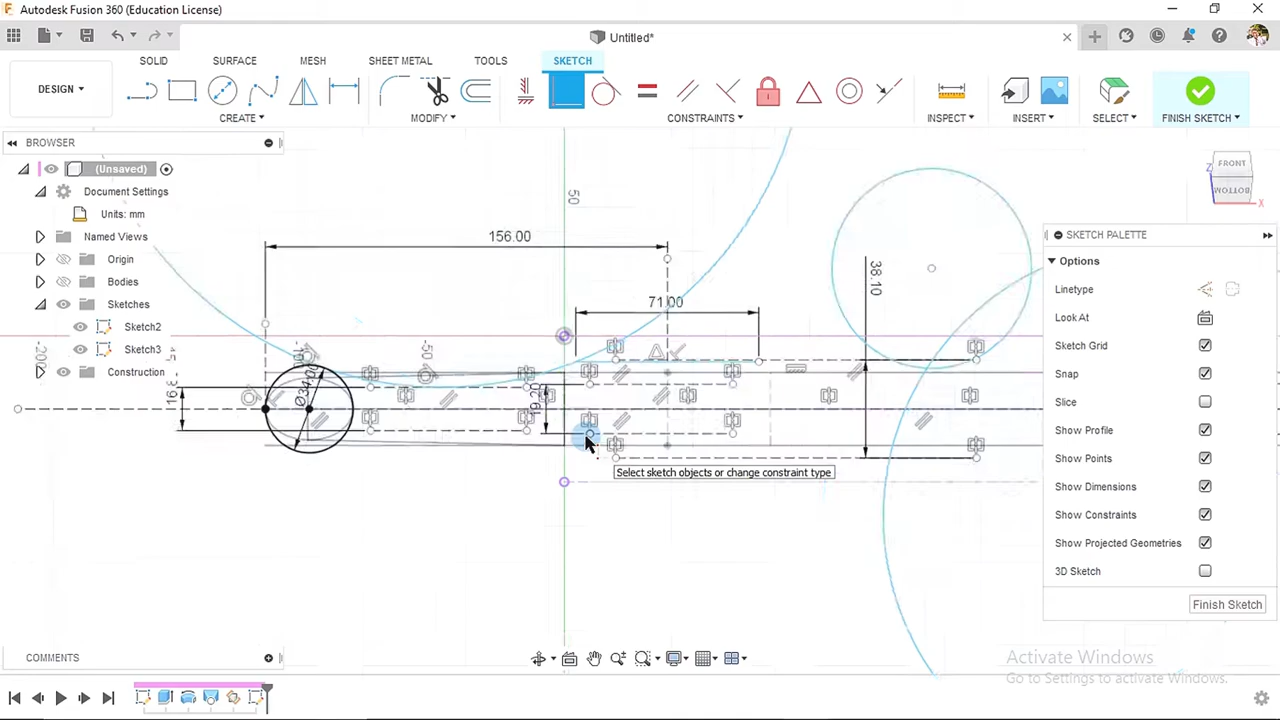 Autodesk Fusion 360 (Education License)
Untitled*
SOLID
SURFACE
MESH
SHEET METAL
TOOLS
SKETCH
DESIGN
CREATE
MODIFY
CONSTRAINTS
INSPECT
INSERT
SELECT
FINISH SKETCH
BROWSER
(Unsaved)
Document Settings
Units: mm
Named Views
Origin
Bodies
Sketches
Sketch2
Sketch3
Construction
FRONT
BOTTOM
Z
X
50
156.00
38.10
71.00
-50
Ø34.00
Select sketch objects or change constraint type
SKETCH PALETTE
Options
Linetype
Look At
Sketch Grid
Snap
Slice
Show Profile
Show Points
Show Dimensions
Show Constraints
Show Projected Geometries
3D Sketch
Finish Sketch
COMMENTS
Activate Windows
Go to Settings to activate Windows.